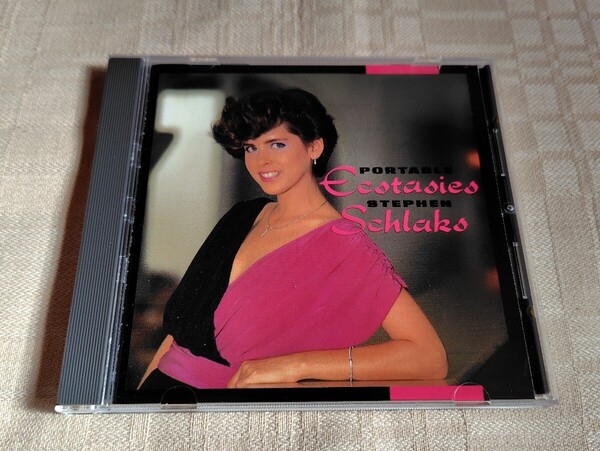 PORTABLE
Ecstasies
STEPHEN
Schlaks